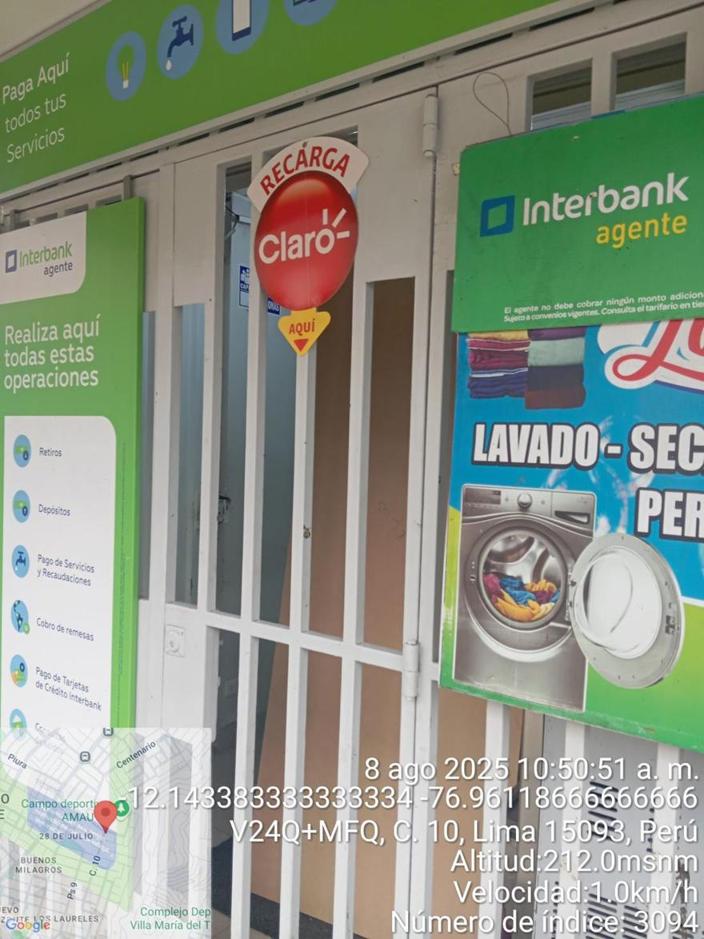 Paga Aquí
todos tus
Servicios
Interbank
agente
Realiza aquí
todas estas
operaciones
Retiros
Depósitos
Pago de Servicios
y Recaudaciones
Cobro de remesas
Pago de Tarjetas
de Crédito Interbank
RECARGA
Claro
AQUÍ
Interbank
agente
El agente no debe cobrar ningún monto adicion
Sujeto a convenios vigentes. Consulta el tarifario en tie
LAVADO - SEC
PER
Piura
Centenario
Campo deporti
AMAU
28 DE JULIO
C. 10
BUENOS
MILAGROS
Ps 9
LOS LAURELES
Complejo Dep
Villa María del T
Google
8 ago 2025 10:50:51 a. m.
-12.143383333333334 -76.96118666666666
V24Q+MFQ, C. 10, Lima 15093, Perú
Altitud:212.0msnm
Velocidad:1.0km/h
Número de índice: 3094